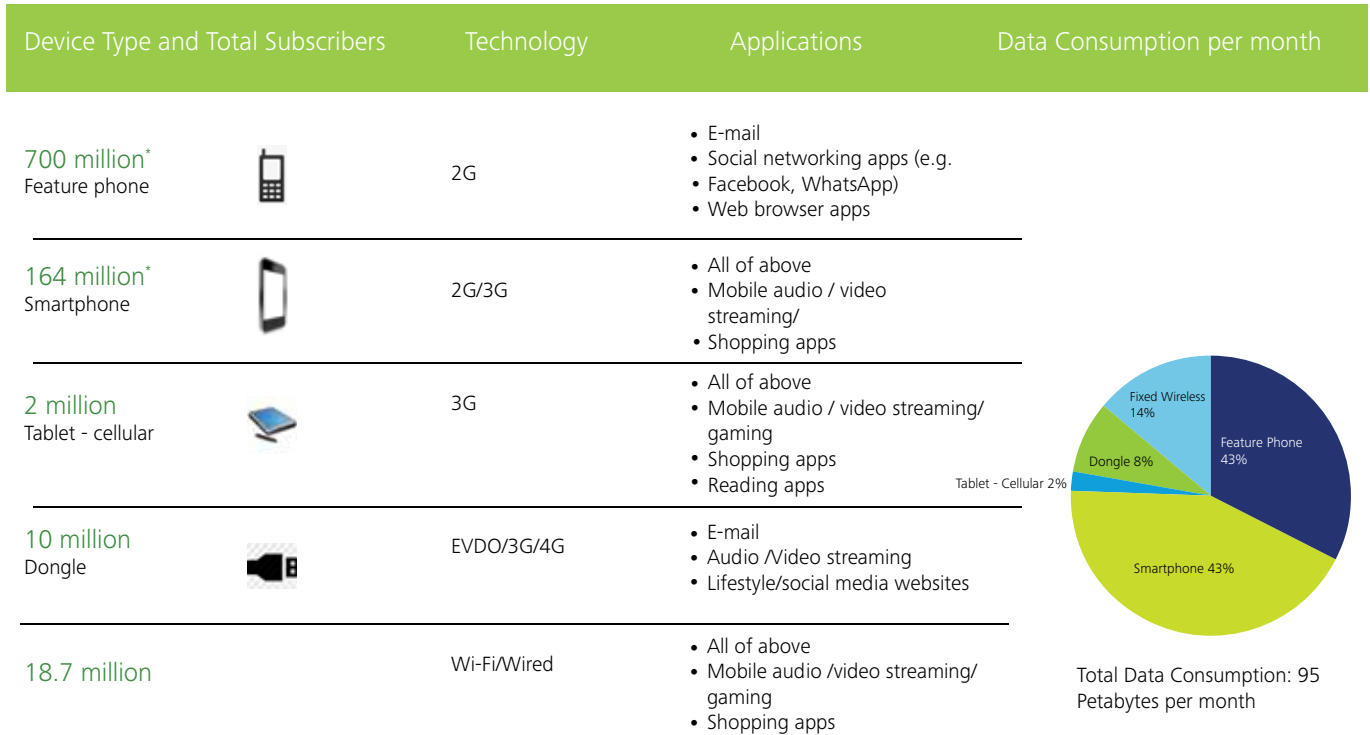 Device Type and Total Subscribers
Technology
Applications
Data Consumption per month
700 million*
Feature phone
2G
• E-mail
• Social networking apps (e.g.
• Facebook, WhatsApp)
• Web browser apps
164 million*
Smartphone
2G/3G
• All of above
• Mobile audio / video
streaming/
• Shopping apps
2 million
Tablet - cellular
3G
• All of above
• Mobile audio / video streaming/
gaming
• Shopping apps
• Reading apps
10 million
Dongle
EVDO/3G/4G
• E-mail
• Audio /Video streaming
• Lifestyle/social media websites
18.7 million
Wi-Fi/Wired
• All of above
• Mobile audio /video streaming/
gaming
• Shopping apps
Fixed Wireless
14%
Feature Phone
43%
Dongle 8%
Tablet - Cellular 2%
Smartphone 43%
Total Data Consumption: 95
Petabytes per month